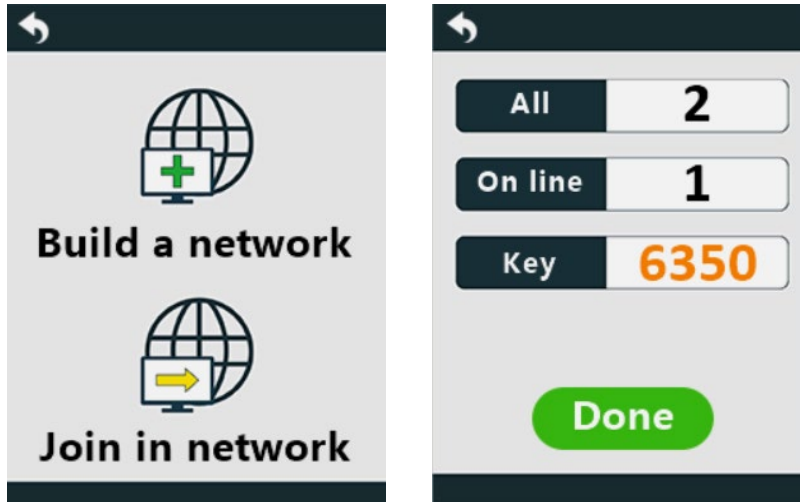 Build a network
Join in network
All 2
On line 1
Key 6350
Done